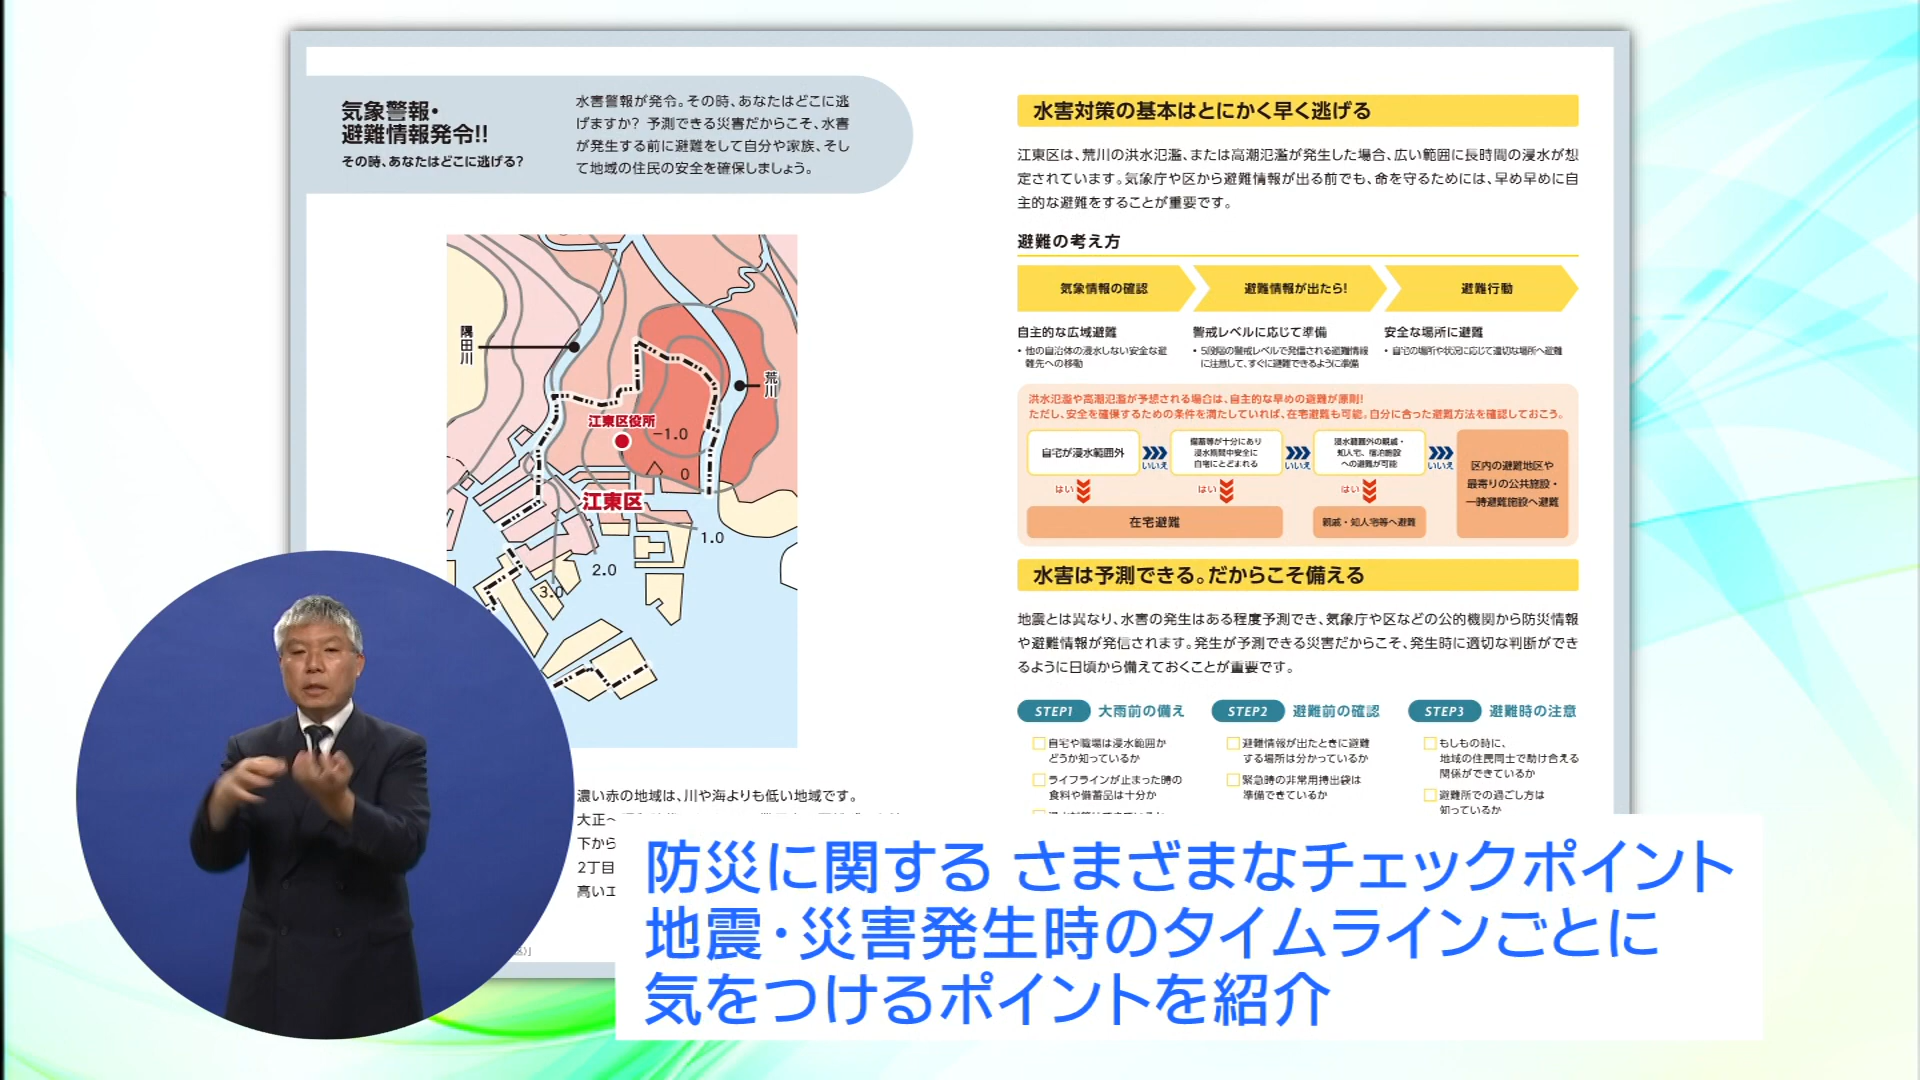 気象警報・
避難情報発令!!
その時、あなたはどこに逃げる?
水害警報が発令。その時、あなたはどこに逃
げますか? 予測できる災害だからこそ、水害
が発生する前に避難をして自分や家族、そし
て地域の住民の安全を確保しましょう。
隅田川
荒川
江東区役所
-1.0
0
江東区
1.0
2.0
3.0
濃い赤の地域は、川や海よりも低い地域です。
大正~
下から
2丁目
高い工
水害対策の基本はとにかく早く逃げる
江東区は、荒川の洪水氾濫、または高潮氾濫が発生した場合、広い範囲に長時間の浸水が想
定されています。気象庁や区から避難情報が出る前でも、命を守るためには、早め早めに自
主的な避難をすることが重要です。
避難の考え方
気象情報の確認
避難情報が出たら!
避難行動
自主的な広域避難
・他の自治体の浸水しない安全な避
難先への移動
警戒レベルに応じて準備
・5段階の警戒レベルで発信される避難情報
に注意して、すぐに避難できるように準備
安全な場所に避難
・自宅の場所や状況に応じて適切な場所へ避難
洪水氾濫や高潮氾濫が予想される場合は、自主的な早めの避難が原則!
ただし、安全を確保するための条件を満たしていれば、在宅避難も可能。自分に合った避難方法を確認しておこう。
自宅が浸水範囲外
いいえ
備蓄等が十分にあり
浸水期間中安全に
自宅にとどまれる
いいえ
浸水範囲外の親戚・
知人宅、宿泊施設
への避難が可能
いいえ
区内の避難地区や
最寄りの公共施設・
一時避難施設へ避難
はい
はい
はい
在宅避難
親戚・知人宅等へ避難
水害は予測できる。だからこそ備える
地震とは異なり、水害の発生はある程度予測でき、気象庁や区などの公的機関から防災情報
や避難情報が発信されます。発生が予測できる災害だからこそ、発生時に適切な判断ができ
るように日頃から備えておくことが重要です。
STEP1 大雨前の備え
自宅や職場は浸水範囲か
どうか知っているか
ライフラインが止まった時の
食料や備蓄品は十分か
STEP2 避難前の確認
避難情報が出たときに避難
する場所は分かっているか
緊急時の非常用持出袋は
準備できているか
STEP3 避難時の注意
もしもの時に、
地域の住民同士で助け合える
関係ができているか
避難所での過ごし方は
知っているか
防災に関する さまざまなチェックポイント
地震・災害発生時のタイムラインごとに
気をつけるポイントを紹介